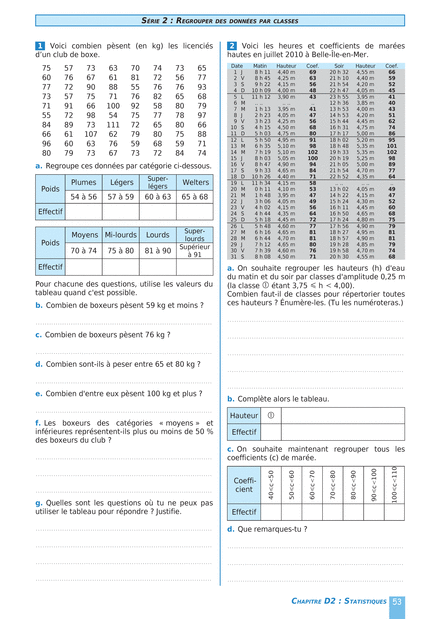 SÉRIE 2 : REGROUPER DES DONNÉES PAR CLASSES
1 Voici combien pèsent (en kg) les licenciés
d'un club de boxe.
75 57 73 63 70 74 73 65
60 76 67 61 81 72 56 77
77 72 90 88 55 76 76 93
73 57 75 71 76 82 65 68
71 91 66 100 92 58 80 79
55 72 98 54 75 77 78 97
84 89 73 111 72 65 80 66
66 61 107 62 79 80 75 88
96 60 63 76 59 68 59 71
80 79 73 67 73 72 84 74
a. Regroupe ces données par catégorie ci-dessous.
Poids Plumes Légers Super-légers Welters
54 à 56 57 à 59 60 à 63 65 à 68
Effectif
Poids Moyens Mi-lourds Lourds Super-lourds
70 à 74 75 à 80 81 à 90 Supérieur à 91
Effectif
Pour chacune des questions, utilise les valeurs du
tableau quand c'est possible.
b. Combien de boxeurs pèsent 59 kg et moins ?
c. Combien de boxeurs pèsent 76 kg ?
d. Combien sont-ils à peser entre 65 et 80 kg ?
e. Combien d'entre eux pèsent 100 kg et plus ?
f. Les boxeurs des catégories « moyens » et
inférieures représentent-ils plus ou moins de 50 %
des boxeurs du club ?
g. Quelles sont les questions où tu ne peux pas
utiliser le tableau pour répondre ? Justifie.
2 Voici les heures et coefficients de marées
hautes en juillet 2010 à Belle-Île-en-Mer.
Date Matin Hauteur Coef. Soir Hauteur Coef.
1 J 8 h 11 4,40 m 69 20 h 32 4,55 m 66
2 V 8 h 45 4,25 m 63 21 h 10 4,40 m 59
3 S 9 h 22 4,15 m 56 21 h 54 4,20 m 52
4 D 10 h 09 4,00 m 48 22 h 47 4,05 m 45
5 L 11 h 12 3,90 m 43 23 h 55 3,95 m 41
6 M 12 h 36 3,85 m 40
7 M 1 h 13 3,95 m 41 13 h 53 4,00 m 43
8 J 2 h 23 4,05 m 47 14 h 53 4,20 m 51
9 V 3 h 23 4,25 m 56 15 h 44 4,45 m 62
10 S 4 h 15 4,50 m 68 16 h 31 4,75 m 74
11 D 5 h 03 4,75 m 80 17 h 17 5,00 m 86
12 L 5 h 50 4,95 m 91 18 h 02 5,20 m 95
13 M 6 h 35 5,10 m 98 18 h 48 5,35 m 101
14 M 7 h 19 5,10 m 102 19 h 33 5,35 m 102
15 J 8 h 03 5,05 m 100 20 h 19 5,25 m 98
16 V 8 h 47 4,90 m 94 21 h 05 5,00 m 89
17 S 9 h 33 4,65 m 84 21 h 54 4,70 m 77
18 D 10 h 26 4,40 m 71 22 h 52 4,35 m 64
19 L 11 h 34 4,15 m 58
20 M 0 h 11 4,10 m 53 13 h 02 4,05 m 49
21 M 1 h 48 3,95 m 47 14 h 22 4,15 m 47
22 J 3 h 06 4,05 m 49 15 h 24 4,30 m 52
23 V 4 h 02 4,15 m 56 16 h 11 4,45 m 60
24 S 4 h 44 4,35 m 64 16 h 50 4,65 m 68
25 D 5 h 18 4,45 m 72 17 h 24 4,80 m 75
26 L 5 h 48 4,60 m 77 17 h 56 4,90 m 79
27 M 6 h 16 4,65 m 81 18 h 27 4,95 m 81
28 M 6 h 44 4,70 m 81 18 h 57 4,90 m 81
29 J 7 h 12 4,65 m 80 19 h 28 4,85 m 79
30 V 7 h 39 4,60 m 76 19 h 58 4,70 m 74
31 S 8 h 08 4,50 m 71 20 h 30 4,55 m 68
a. On souhaite regrouper les hauteurs (h) d'eau
du matin et du soir par classes d'amplitude 0,25 m
(la classe ① étant 3,75 ⩽ h < 4,00).
Combien faut-il de classes pour répertorier toutes
ces hauteurs ? Énumère-les. (Tu les numéroteras.)
b. Complète alors le tableau.
Hauteur ①
Effectif
c. On souhaite maintenant regrouper tous les
coefficients (c) de marée.
Coefficient 40<c<50 50<c<60 60<c<70 70<c<80 80<c<90 90<c<100 100<c<110
Effectif
d. Que remarques-tu ?
CHAPITRE D2 : STATISTIQUES 53